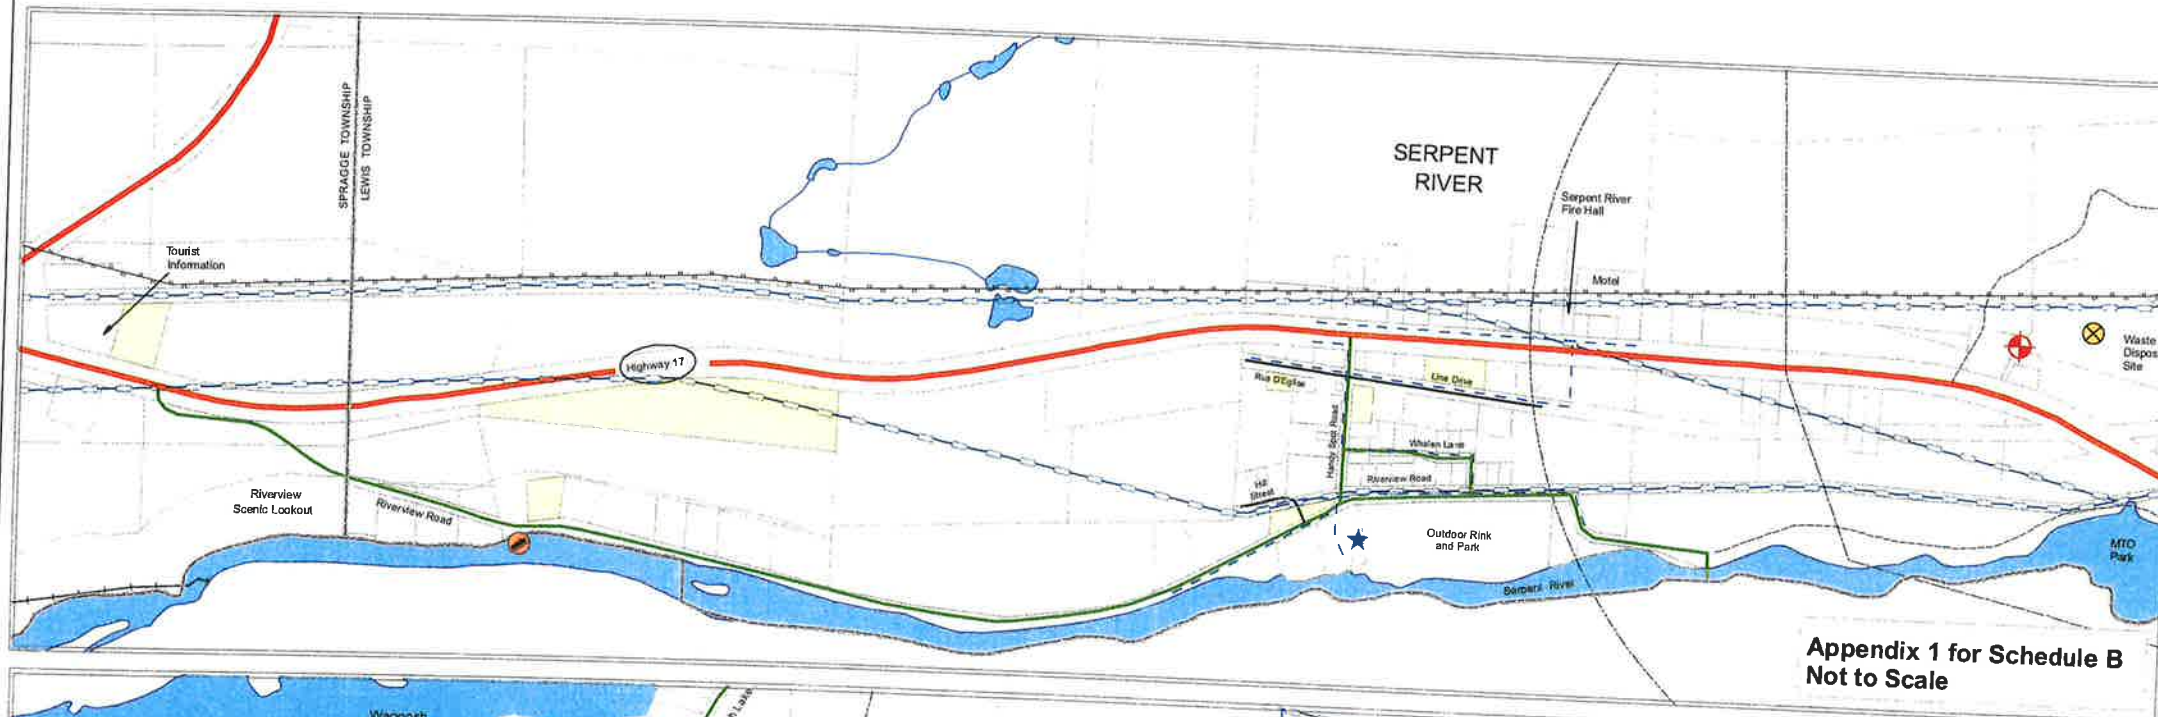 SPRAGGE TOWNSHIP
LEWIS TOWNSHIP
SERPENT
RIVER
Serpent River
Fire Hall
Tourist
Information
Motel
Highway 17
Waste
Dispos
Site
Rue D'Eglise
Line Drive
Handy Spot Road
Whalen Lane
Riverview Road
Hill
Street
Riverview
Scenic Lookout
Riverview Road
Outdoor Rink
and Park
MTO
Park
Serpent River
Appendix 1 for Schedule B
Not to Scale
Lake